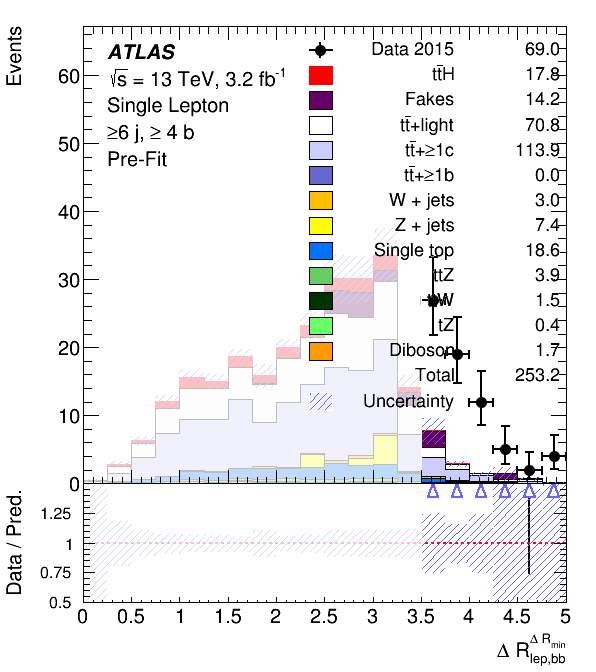 Events
ATLAS
√s = 13 TeV, 3.2 fb-1
Single Lepton
≥6 j, ≥ 4 b
Pre-Fit
Data 2015 69.0
tt̄H 17.8
Fakes 14.2
tt̄+light 70.8
tt̄+≥1c 113.9
tt̄+≥1b 0.0
W + jets 3.0
Z + jets 7.4
Single top 18.6
ttZ 3.9
ttW 1.5
tZ 0.4
Diboson 1.7
Total 253.2
Uncertainty
60
50
40
30
20
10
0
Data / Pred.
1.25
1
0.75
0.5
0 0.5 1 1.5 2 2.5 3 3.5 4 4.5 5
Δ R lep,bb Δ R min